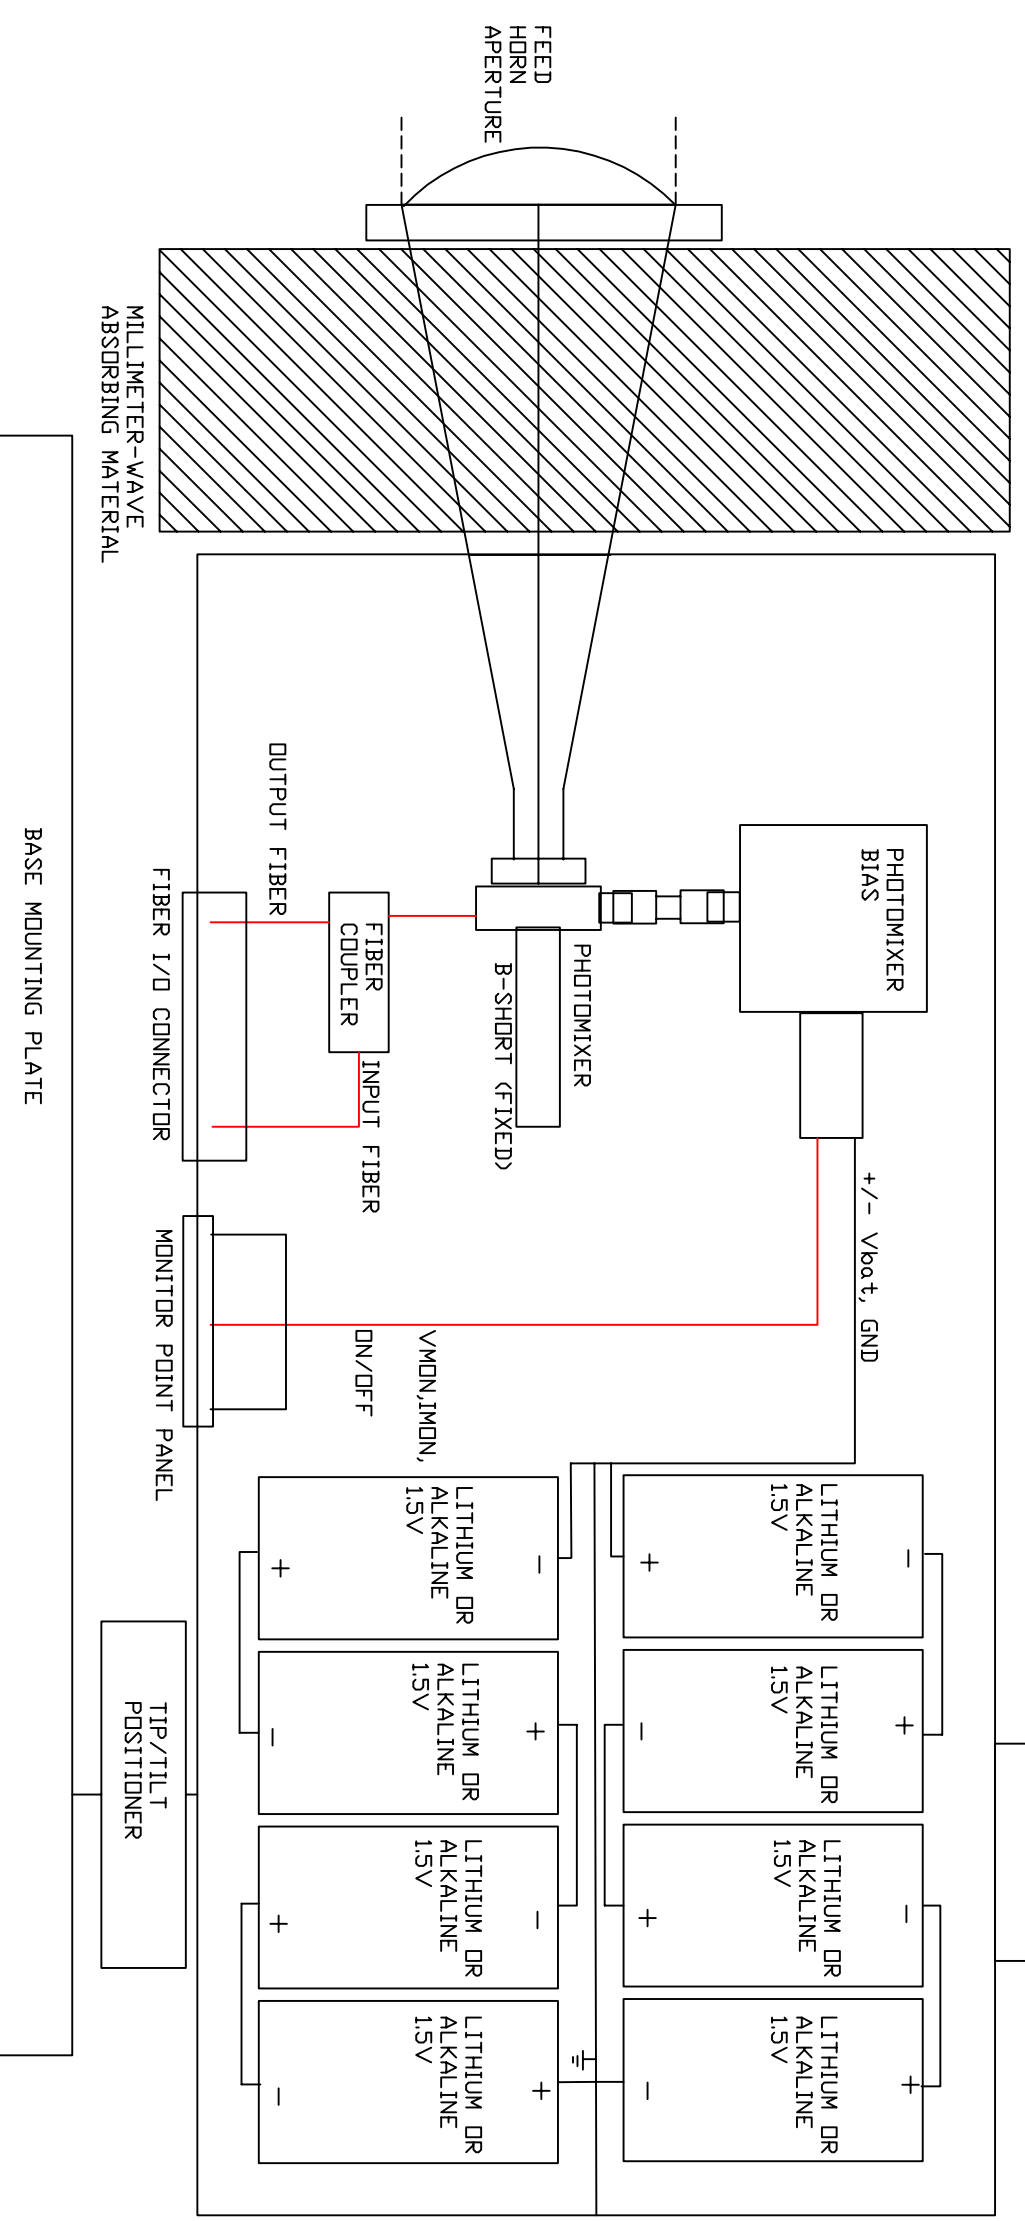 FEED
HORN
APERTURE
MILLIMETER-WAVE
ABSORBING MATERIAL
PHOTOMIXER
BIAS
PHOTOMIXER
B-SHORT (FIXED)
FIBER
COUPLER
OUTPUT FIBER
INPUT FIBER
FIBER I/O CONNECTOR
BASE MOUNTING PLATE
+/- Vbat, GND
VMON,IMON,
ON/OFF
MONITOR POINT PANEL
LITHIUM OR
ALKALINE
1.5V
- +
LITHIUM OR
ALKALINE
1.5V
+ -
LITHIUM OR
ALKALINE
1.5V
- +
LITHIUM OR
ALKALINE
1.5V
+ -
LITHIUM OR
ALKALINE
1.5V
- +
LITHIUM OR
ALKALINE
1.5V
+ -
LITHIUM OR
ALKALINE
1.5V
- +
LITHIUM OR
ALKALINE
1.5V
+ -
TIP/TILT
POSITIONER